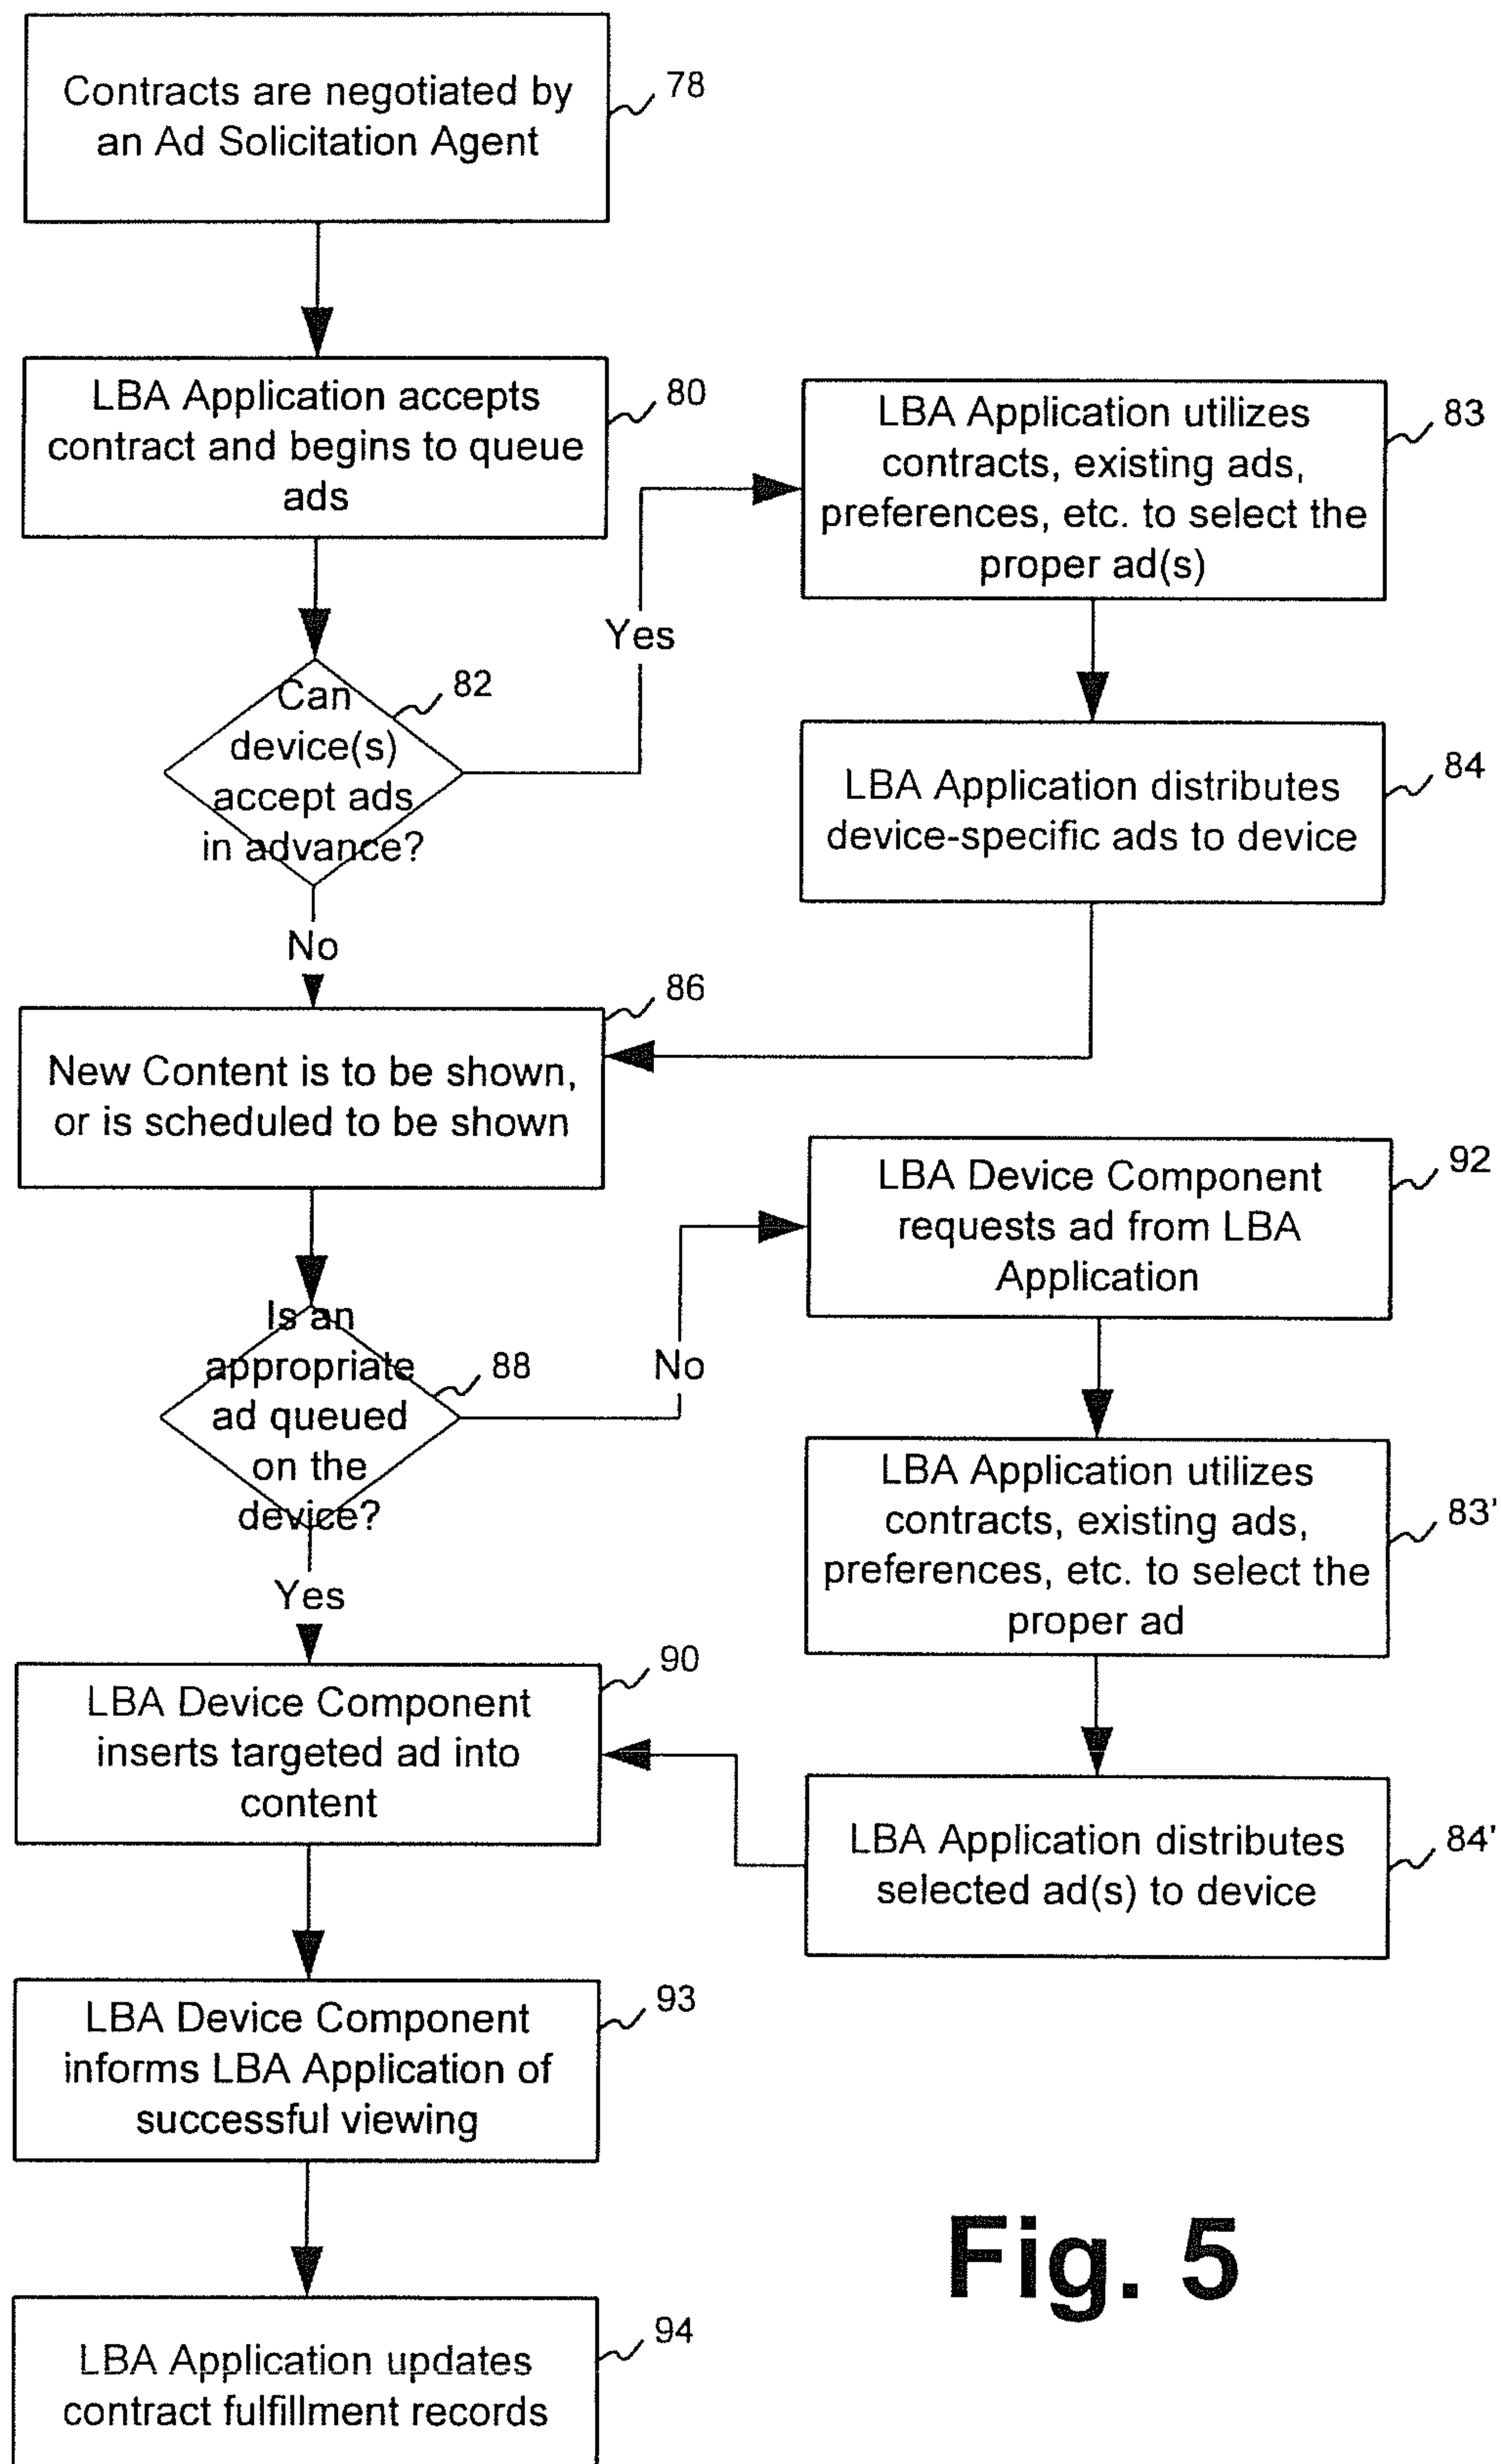 Contracts are negotiated by
an Ad Solicitation Agent
78
LBA Application accepts
contract and begins to queue
ads
80
LBA Application utilizes
contracts, existing ads,
preferences, etc. to select the
proper ad(s)
83
Yes
Can
device(s)
accept ads
in advance?
82
LBA Application distributes
device-specific ads to device
84
No
New Content is to be shown,
or is scheduled to be shown
86
LBA Device Component
requests ad from LBA
Application
92
Is an
appropriate
ad queued
on the
device?
88
No
LBA Application utilizes
contracts, existing ads,
preferences, etc. to select the
proper ad
83'
Yes
LBA Device Component
inserts targeted ad into
content
90
LBA Application distributes
selected ad(s) to device
84'
LBA Device Component
informs LBA Application of
successful viewing
93
LBA Application updates
contract fulfillment records
94
Fig. 5